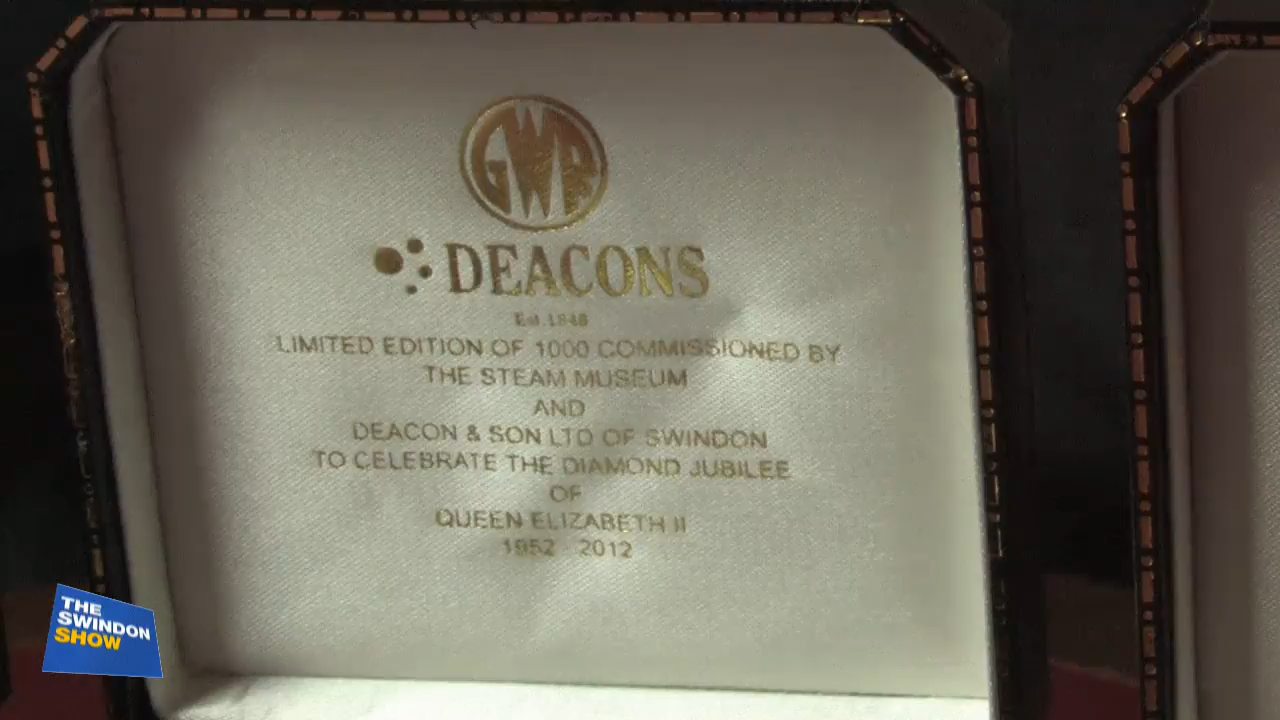 GWR
DEACONS
Est. 1848
LIMITED EDITION OF 1000 COMMISSIONED BY
THE STEAM MUSEUM
AND
DEACON & SON LTD OF SWINDON
TO CELEBRATE THE DIAMOND JUBILEE
OF
QUEEN ELIZABETH II
1952 2012
THE
SWINDON
SHOW